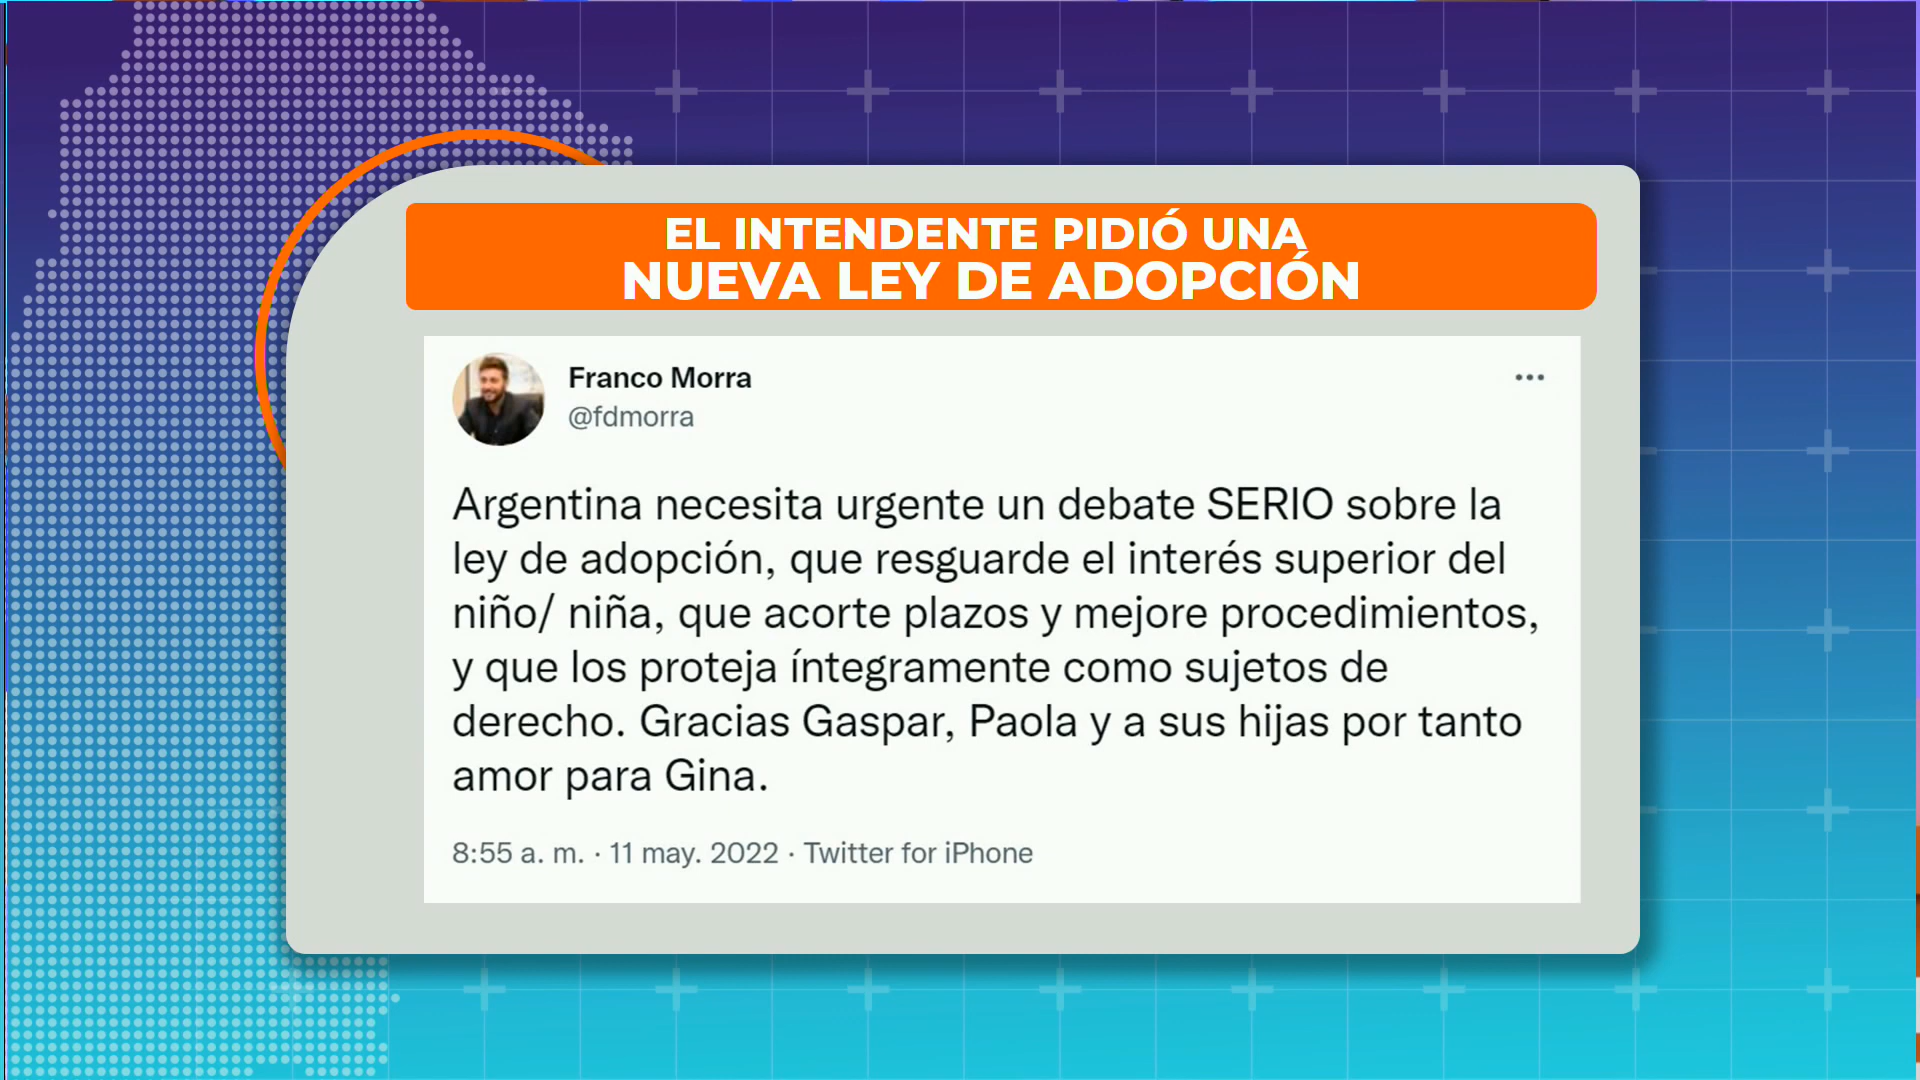 EL INTENDENTE PIDIÓ UNA
NUEVA LEY DE ADOPCIÓN
Franco Morra
@fdmorra
Argentina necesita urgente un debate SERIO sobre la
ley de adopción, que resguarde el interés superior del
niño/ niña, que acorte plazos y mejore procedimientos,
y que los proteja íntegramente como sujetos de
derecho. Gracias Gaspar, Paola y a sus hijas por tanto
amor para Gina.
8:55 a. m. · 11 may. 2022 · Twitter for iPhone